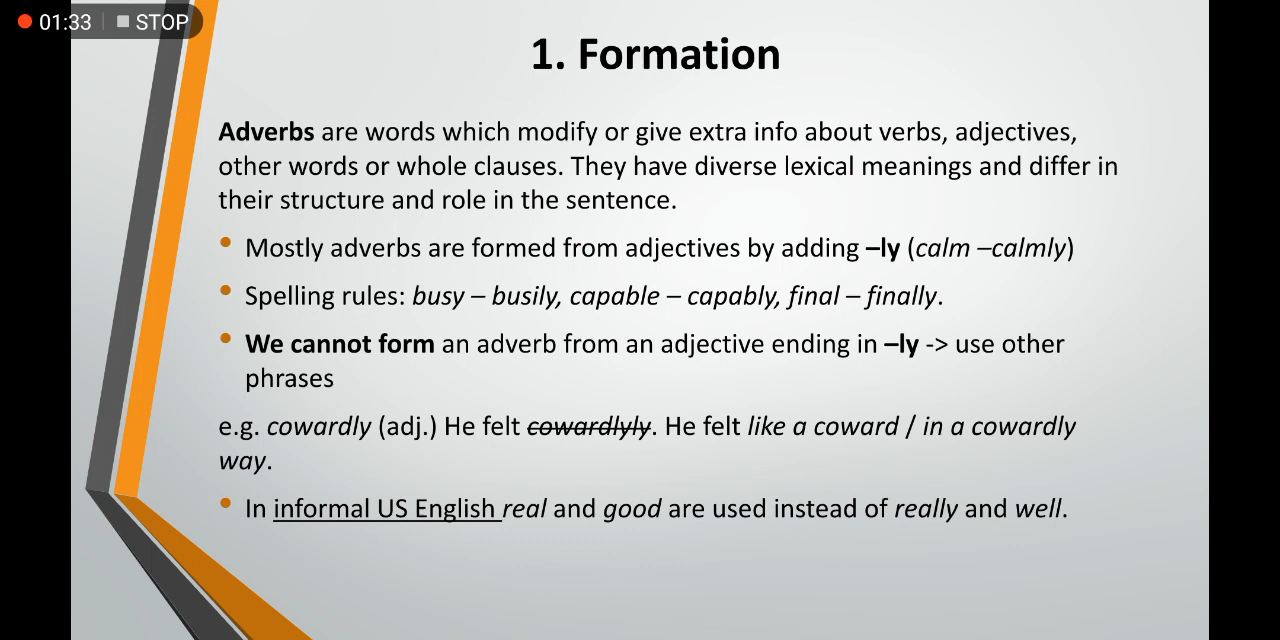 01:33 STOP
1. Formation
Adverbs are words which modify or give extra info about verbs, adjectives,
other words or whole clauses. They have diverse lexical meanings and differ in
their structure and role in the sentence.
• Mostly adverbs are formed from adjectives by adding –ly (calm –calmly)
• Spelling rules: busy – busily, capable – capably, final – finally.
• We cannot form an adverb from an adjective ending in –ly -> use other
phrases
e.g. cowardly (adj.) He felt cowardlyly. He felt like a coward / in a cowardly
way.
• In informal US English real and good are used instead of really and well.